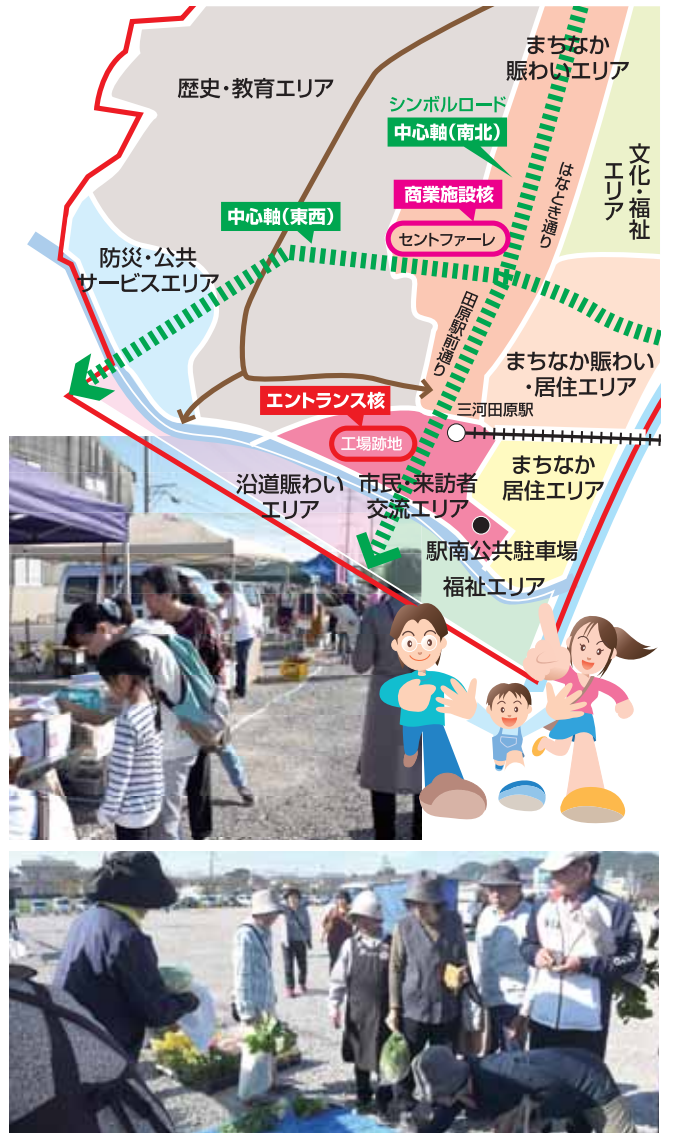 まちなか
賑わいエリア
歴史・教育エリア
シンボルロード
中心軸(南北)
文化・福祉
エリア
はなとき通り
商業施設核
セントファーレ
中心軸(東西)
防災・公共
サービスエリア
田原駅前通り
まちなか賑わい
・居住エリア
エントランス核
三河田原駅
工場跡地
まちなか
居住エリア
沿道賑わい
エリア
市民・来訪者
交流エリア
駅南公共駐車場
福祉エリア